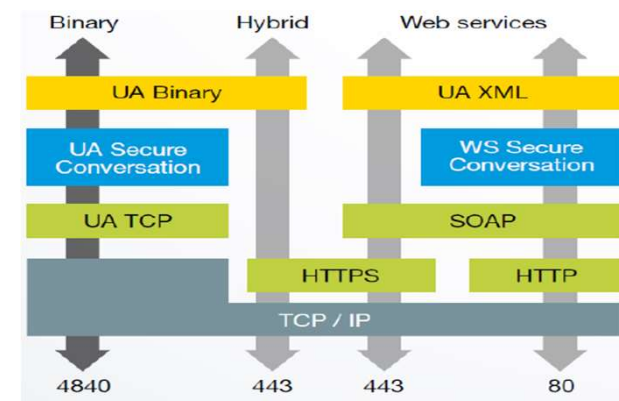 Binary Hybrid Web services
UA Binary UA XML
UA Secure
Conversation
WS Secure
Conversation
UA TCP SOAP
HTTPS HTTP
TCP / IP
4840 443 443 80